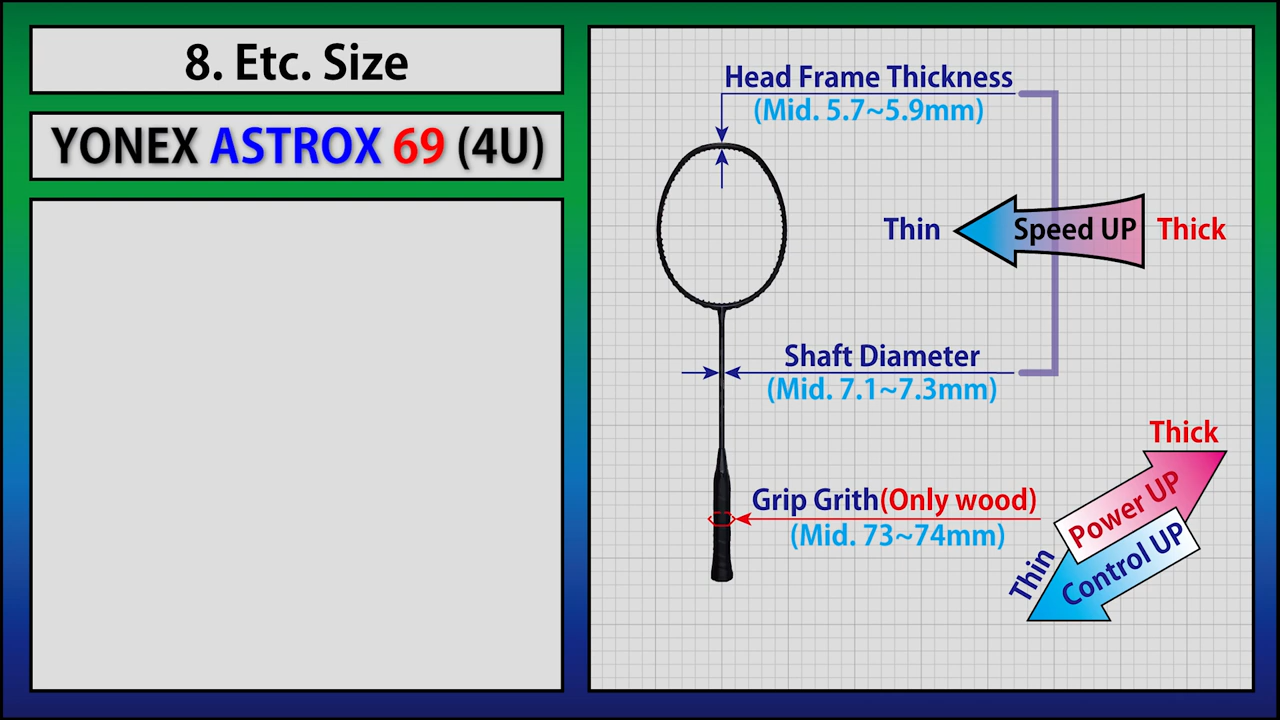 8. Etc. Size
YONEX ASTROX 69 (4U)
Head Frame Thickness
(Mid. 5.7~5.9mm)
Thin
Speed UP
Thick
Shaft Diameter
(Mid. 7.1~7.3mm)
Grip Grith(Only wood)
(Mid. 73~74mm)
Thick
Power UP
Control UP
Thin